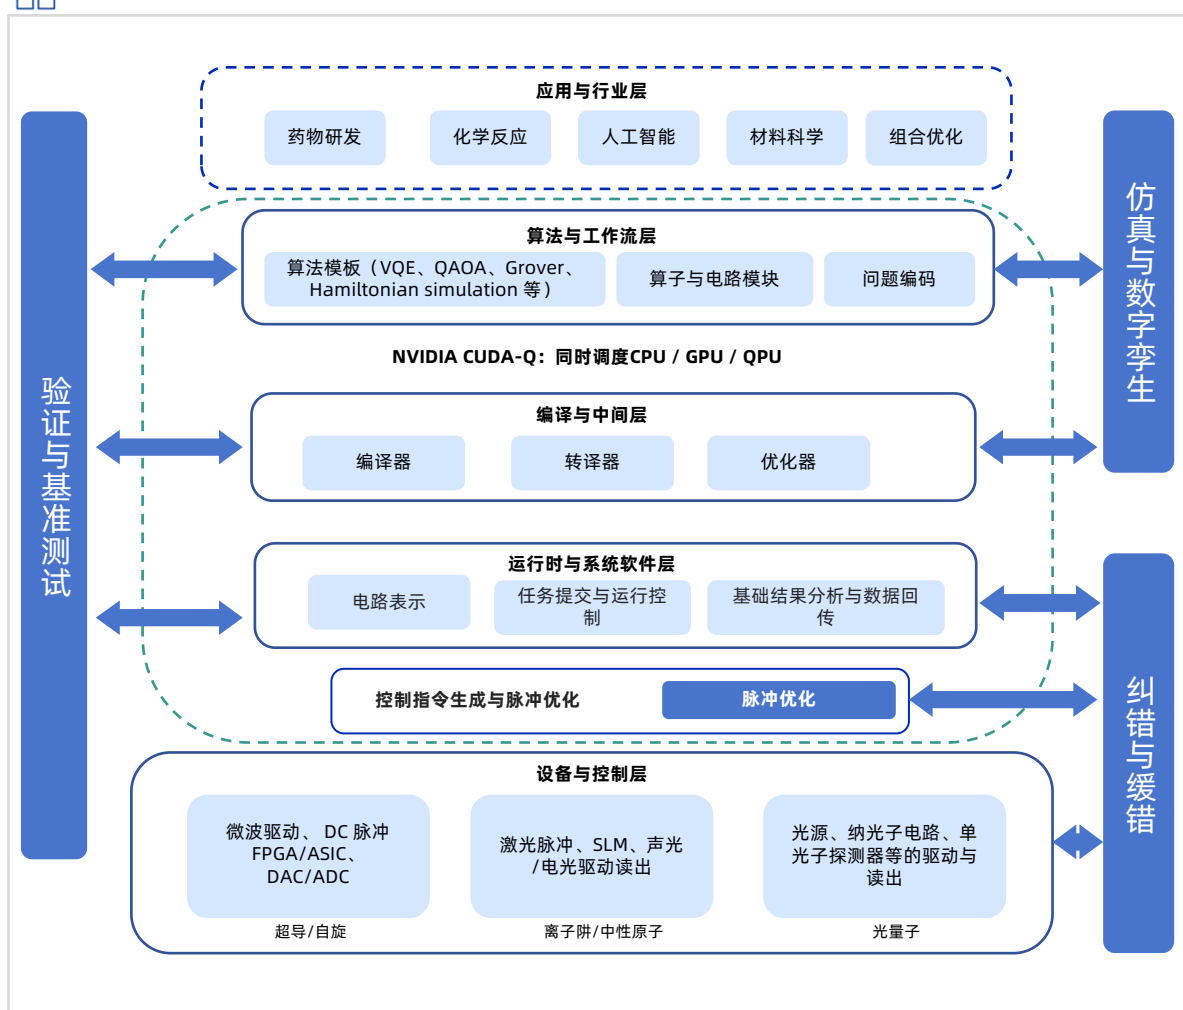 应用与行业层
药物研发
化学反应
人工智能
材料科学
组合优化
验证与基准测试
仿真与数字孪生
算法与工作流层
算法模板（VQE、QAOA、Grover、
Hamiltonian simulation 等）
算子与电路模块
问题编码
NVIDIA CUDA-Q：同时调度CPU / GPU / QPU
编译与中间层
编译器
转译器
优化器
运行时与系统软件层
电路表示
任务提交与运行控
制
基础结果分析与数据回
传
纠错与缓错
控制指令生成与脉冲优化
脉冲优化
设备与控制层
微波驱动、 DC 脉冲
FPGA/ASIC、
DAC/ADC
激光脉冲、SLM、声光
/电光驱动读出
光源、纳光子电路、单
光子探测器等的驱动与
读出
超导/自旋
离子阱/中性原子
光量子